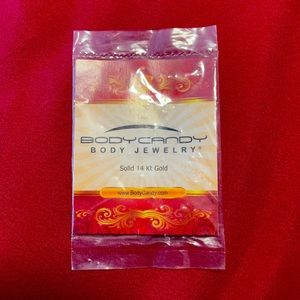 BODYCANDY
BODY JEWELRY®
Solid 14 Kt Gold
www.BodyCandy.com